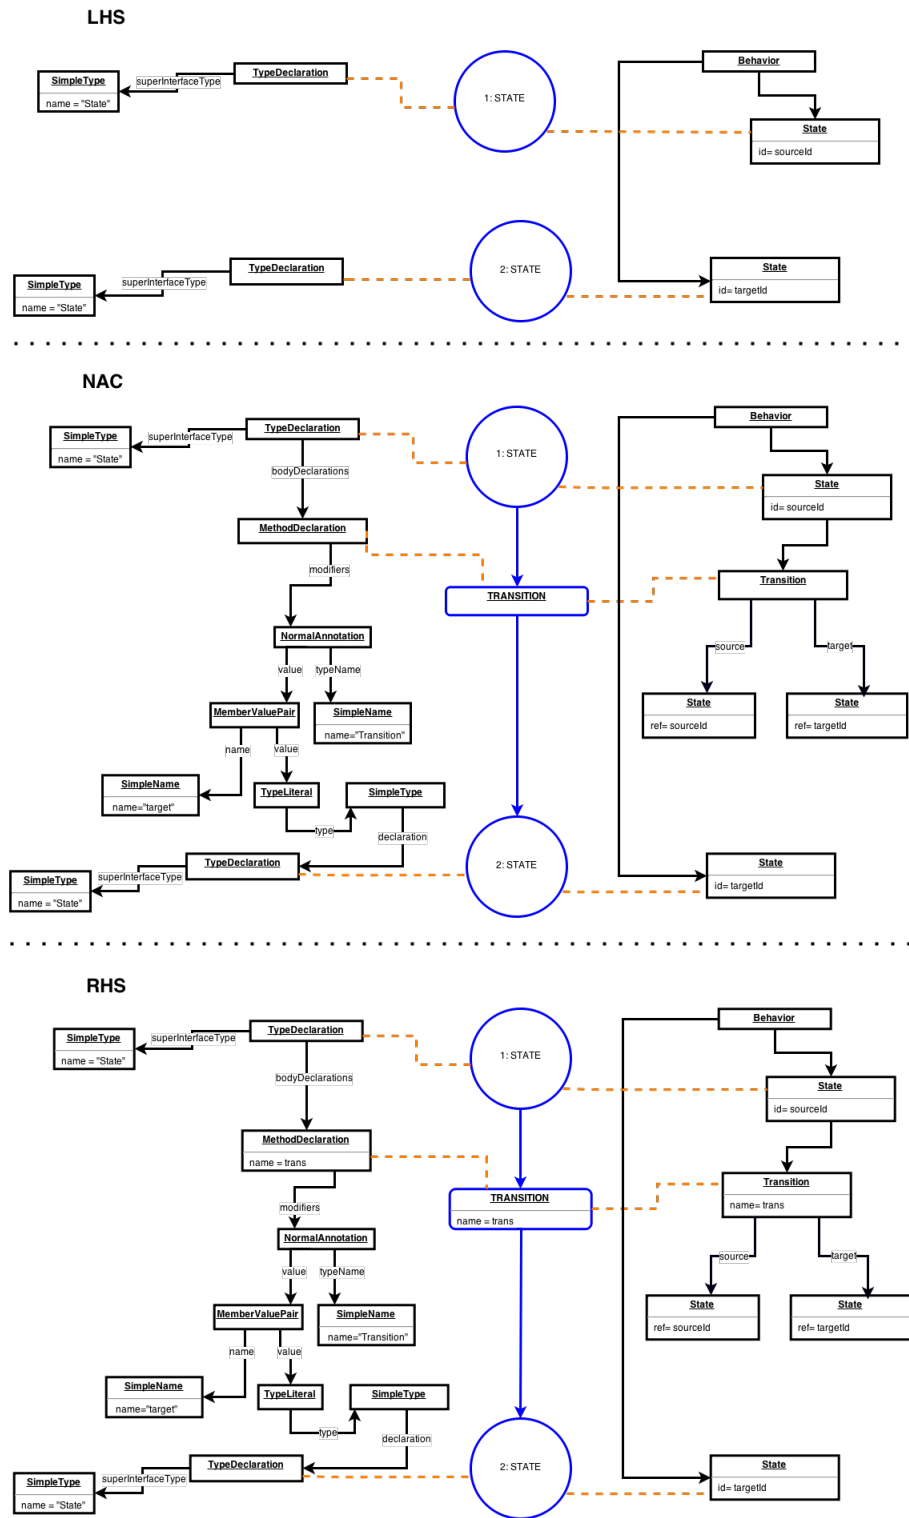 LHS
SimpleType
name = "State"
superInterfaceType
TypeDeclaration
1: STATE
Behavior
State
id= sourceId
SimpleType
name = "State"
superInterfaceType
TypeDeclaration
2: STATE
State
id= targetId
NAC
SimpleType
name = "State"
superInterfaceType
TypeDeclaration
1: STATE
Behavior
bodyDeclarations
State
id= sourceId
MethodDeclaration
modifiers
TRANSITION
Transition
NormalAnnotation
value
typeName
source
target
MemberValuePair
SimpleName
name="Transition"
State
ref= sourceId
State
ref= targetId
name
value
SimpleName
name="target"
TypeLiteral
SimpleType
type
declaration
SimpleType
name = "State"
superInterfaceType
TypeDeclaration
2: STATE
State
id= targetId
RHS
SimpleType
name = "State"
superInterfaceType
TypeDeclaration
1: STATE
Behavior
bodyDeclarations
State
id= sourceId
MethodDeclaration
name = trans
modifiers
TRANSITION
name = trans
Transition
name= trans
NormalAnnotation
value
typeName
source
target
MemberValuePair
SimpleName
name="Transition"
State
ref= sourceId
State
ref= targetId
name
value
SimpleName
name="target"
TypeLiteral
SimpleType
type
declaration
SimpleType
name = "State"
superInterfaceType
TypeDeclaration
2: STATE
State
id= targetId